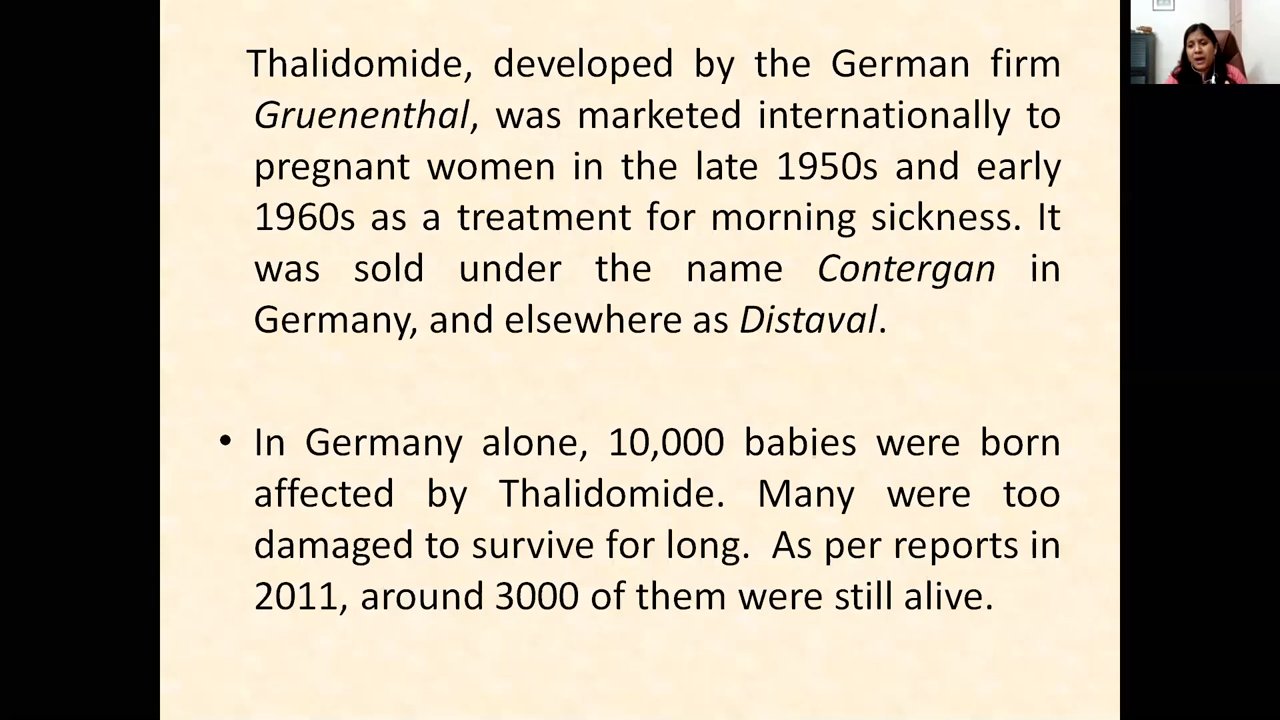 Thalidomide, developed by the German firm
Gruenenthal, was marketed internationally to
pregnant women in the late 1950s and early
1960s as a treatment for morning sickness. It
was sold under the name Contergan in
Germany, and elsewhere as Distaval.
• In Germany alone, 10,000 babies were born
affected by Thalidomide. Many were too
damaged to survive for long. As per reports in
2011, around 3000 of them were still alive.